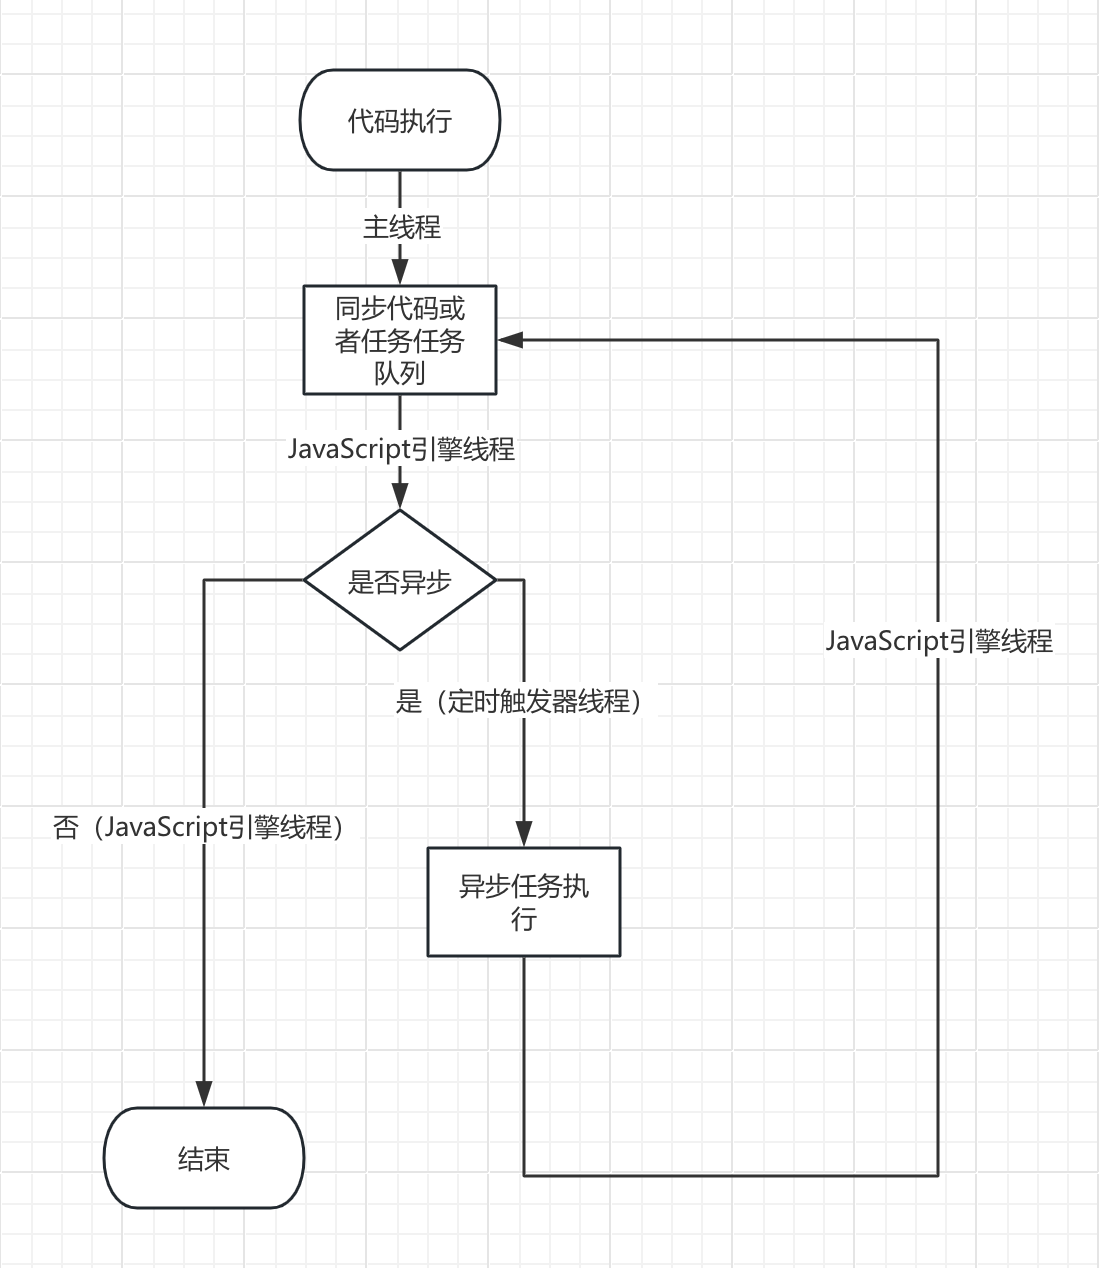 代码执行
主线程
同步代码或
者任务任务
队列
JavaScript引擎线程
是否异步
JavaScript引擎线程
是（定时触发器线程）
否（JavaScript引擎线程）
异步任务执
行
结束